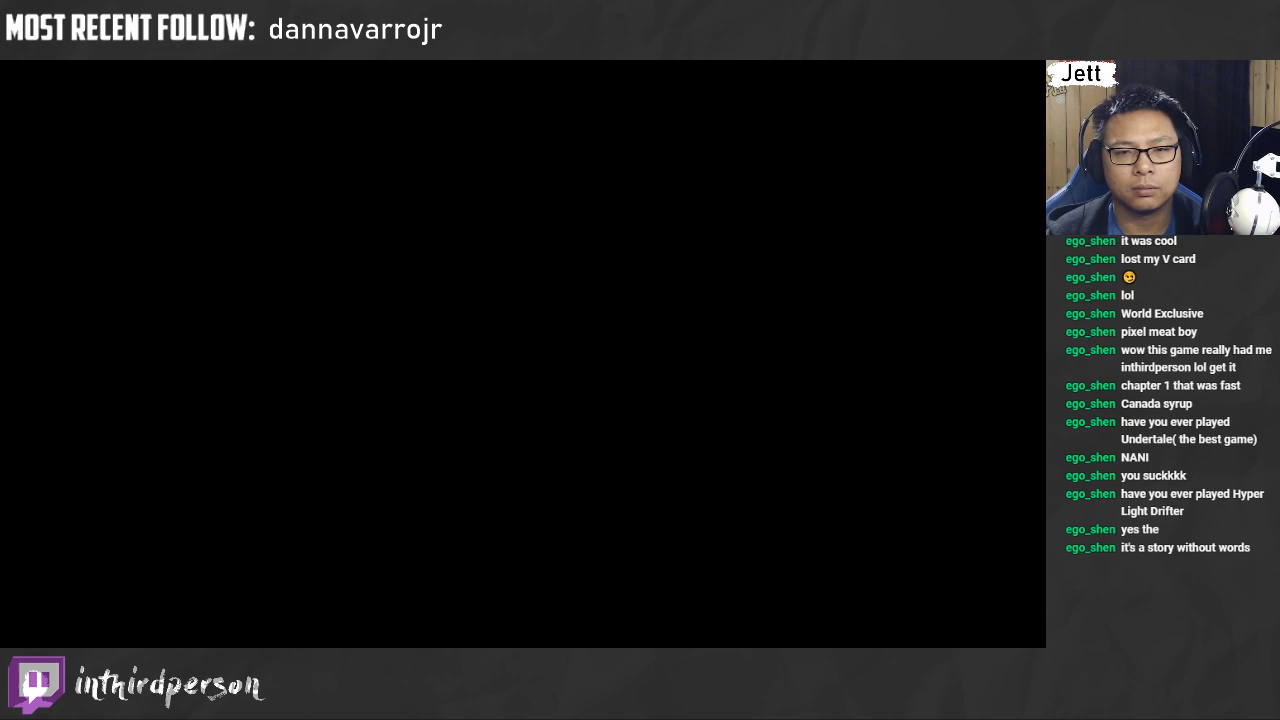 MOST RECENT FOLLOW: dannavarrojr
Jett
ego_shen it was cool
ego_shen lost my V card
ego_shen 😏
ego_shen lol
ego_shen World Exclusive
ego_shen pixel meat boy
ego_shen wow this game really had me
inthirdperson lol get it
ego_shen chapter 1 that was fast
ego_shen Canada syrup
ego_shen have you ever played
Undertale( the best game)
ego_shen NANI
ego_shen you suckkkk
ego_shen have you ever played Hyper
Light Drifter
ego_shen yes the
ego_shen it's a story without words
inthirdperson